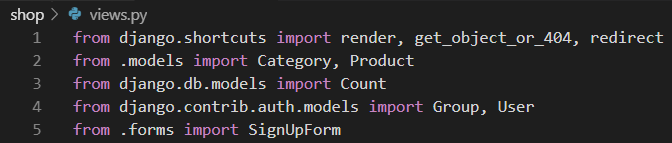 shop > views.py
1 from django.shortcuts import render, get_object_or_404, redirect
2 from .models import Category, Product
3 from django.db.models import Count
4 from django.contrib.auth.models import Group, User
5 from .forms import SignUpForm